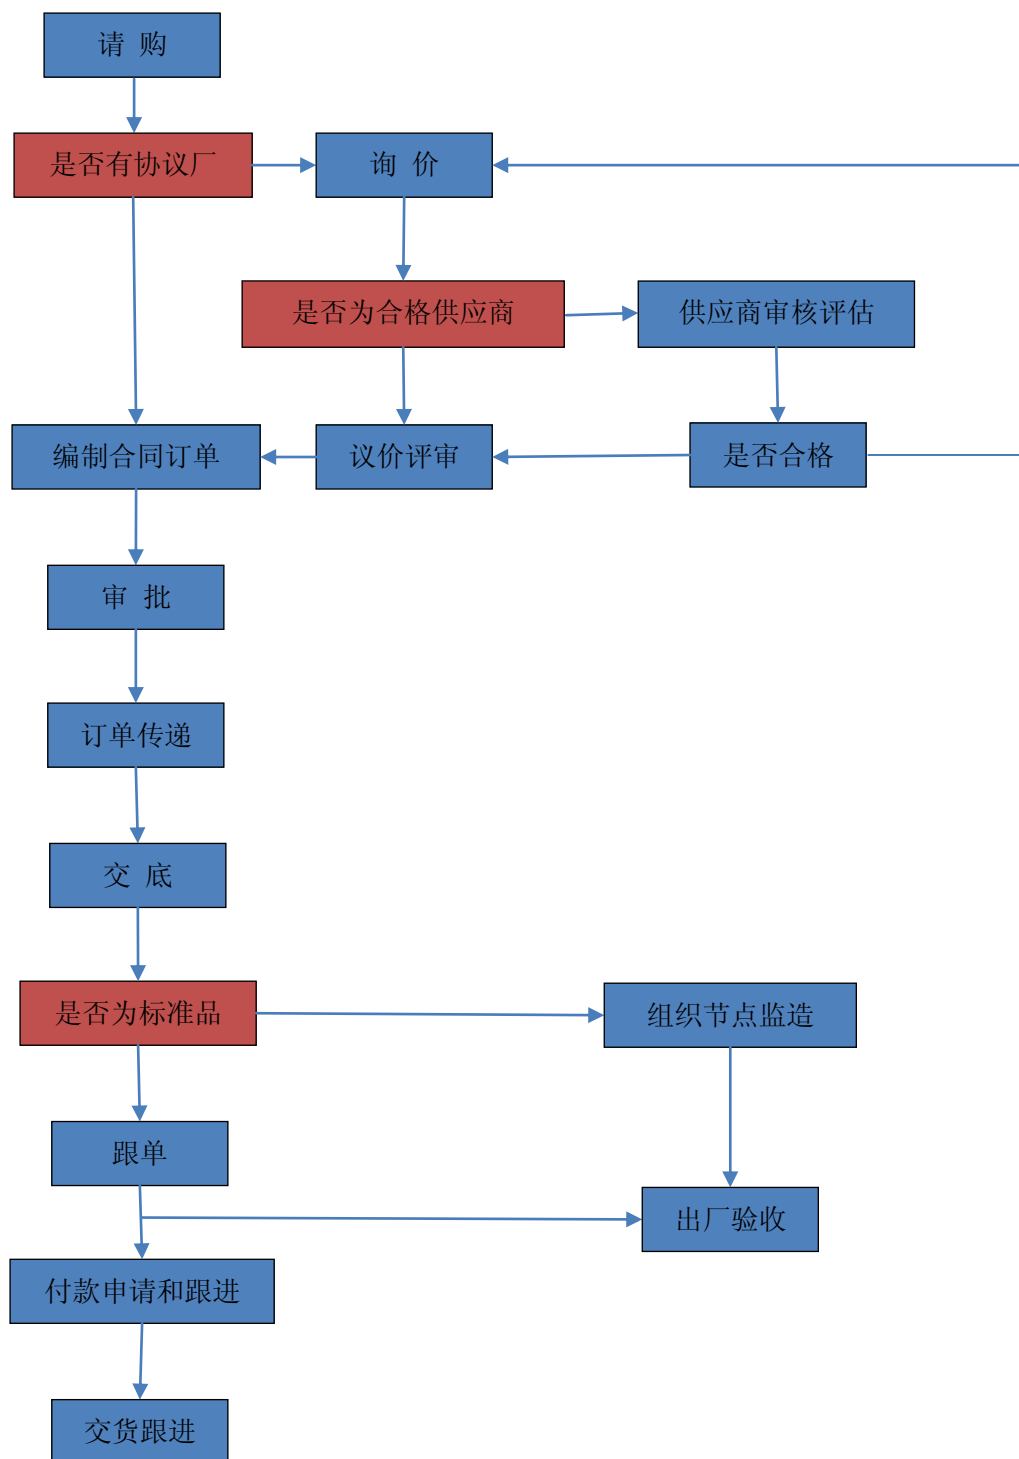 请 购
是否有协议厂
询 价
是否为合格供应商
供应商审核评估
编制合同订单
议价评审
是否合格
审 批
订单传递
交 底
是否为标准品
组织节点监造
跟单
出厂验收
付款申请和跟进
交货跟进